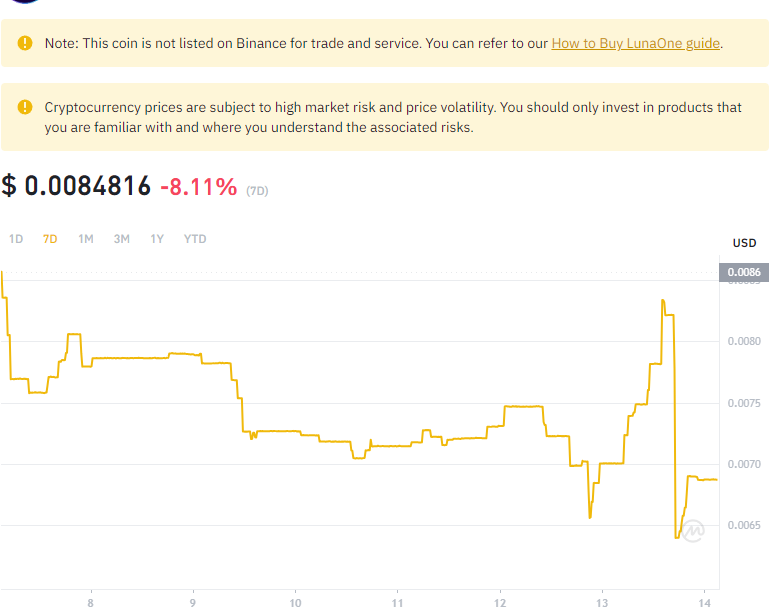 Note: This coin is not listed on Binance for trade and service. You can refer to our How to Buy LunaOne guide.
Cryptocurrency prices are subject to high market risk and price volatility. You should only invest in products that
you are familiar with and where you understand the associated risks.
$ 0.0084816 -8.11% (7D)
1D 7D 1M 3M 1Y YTD
USD
0.0086
0.0085
0.0080
0.0075
0.0070
0.0065
8 9 10 11 12 13 14